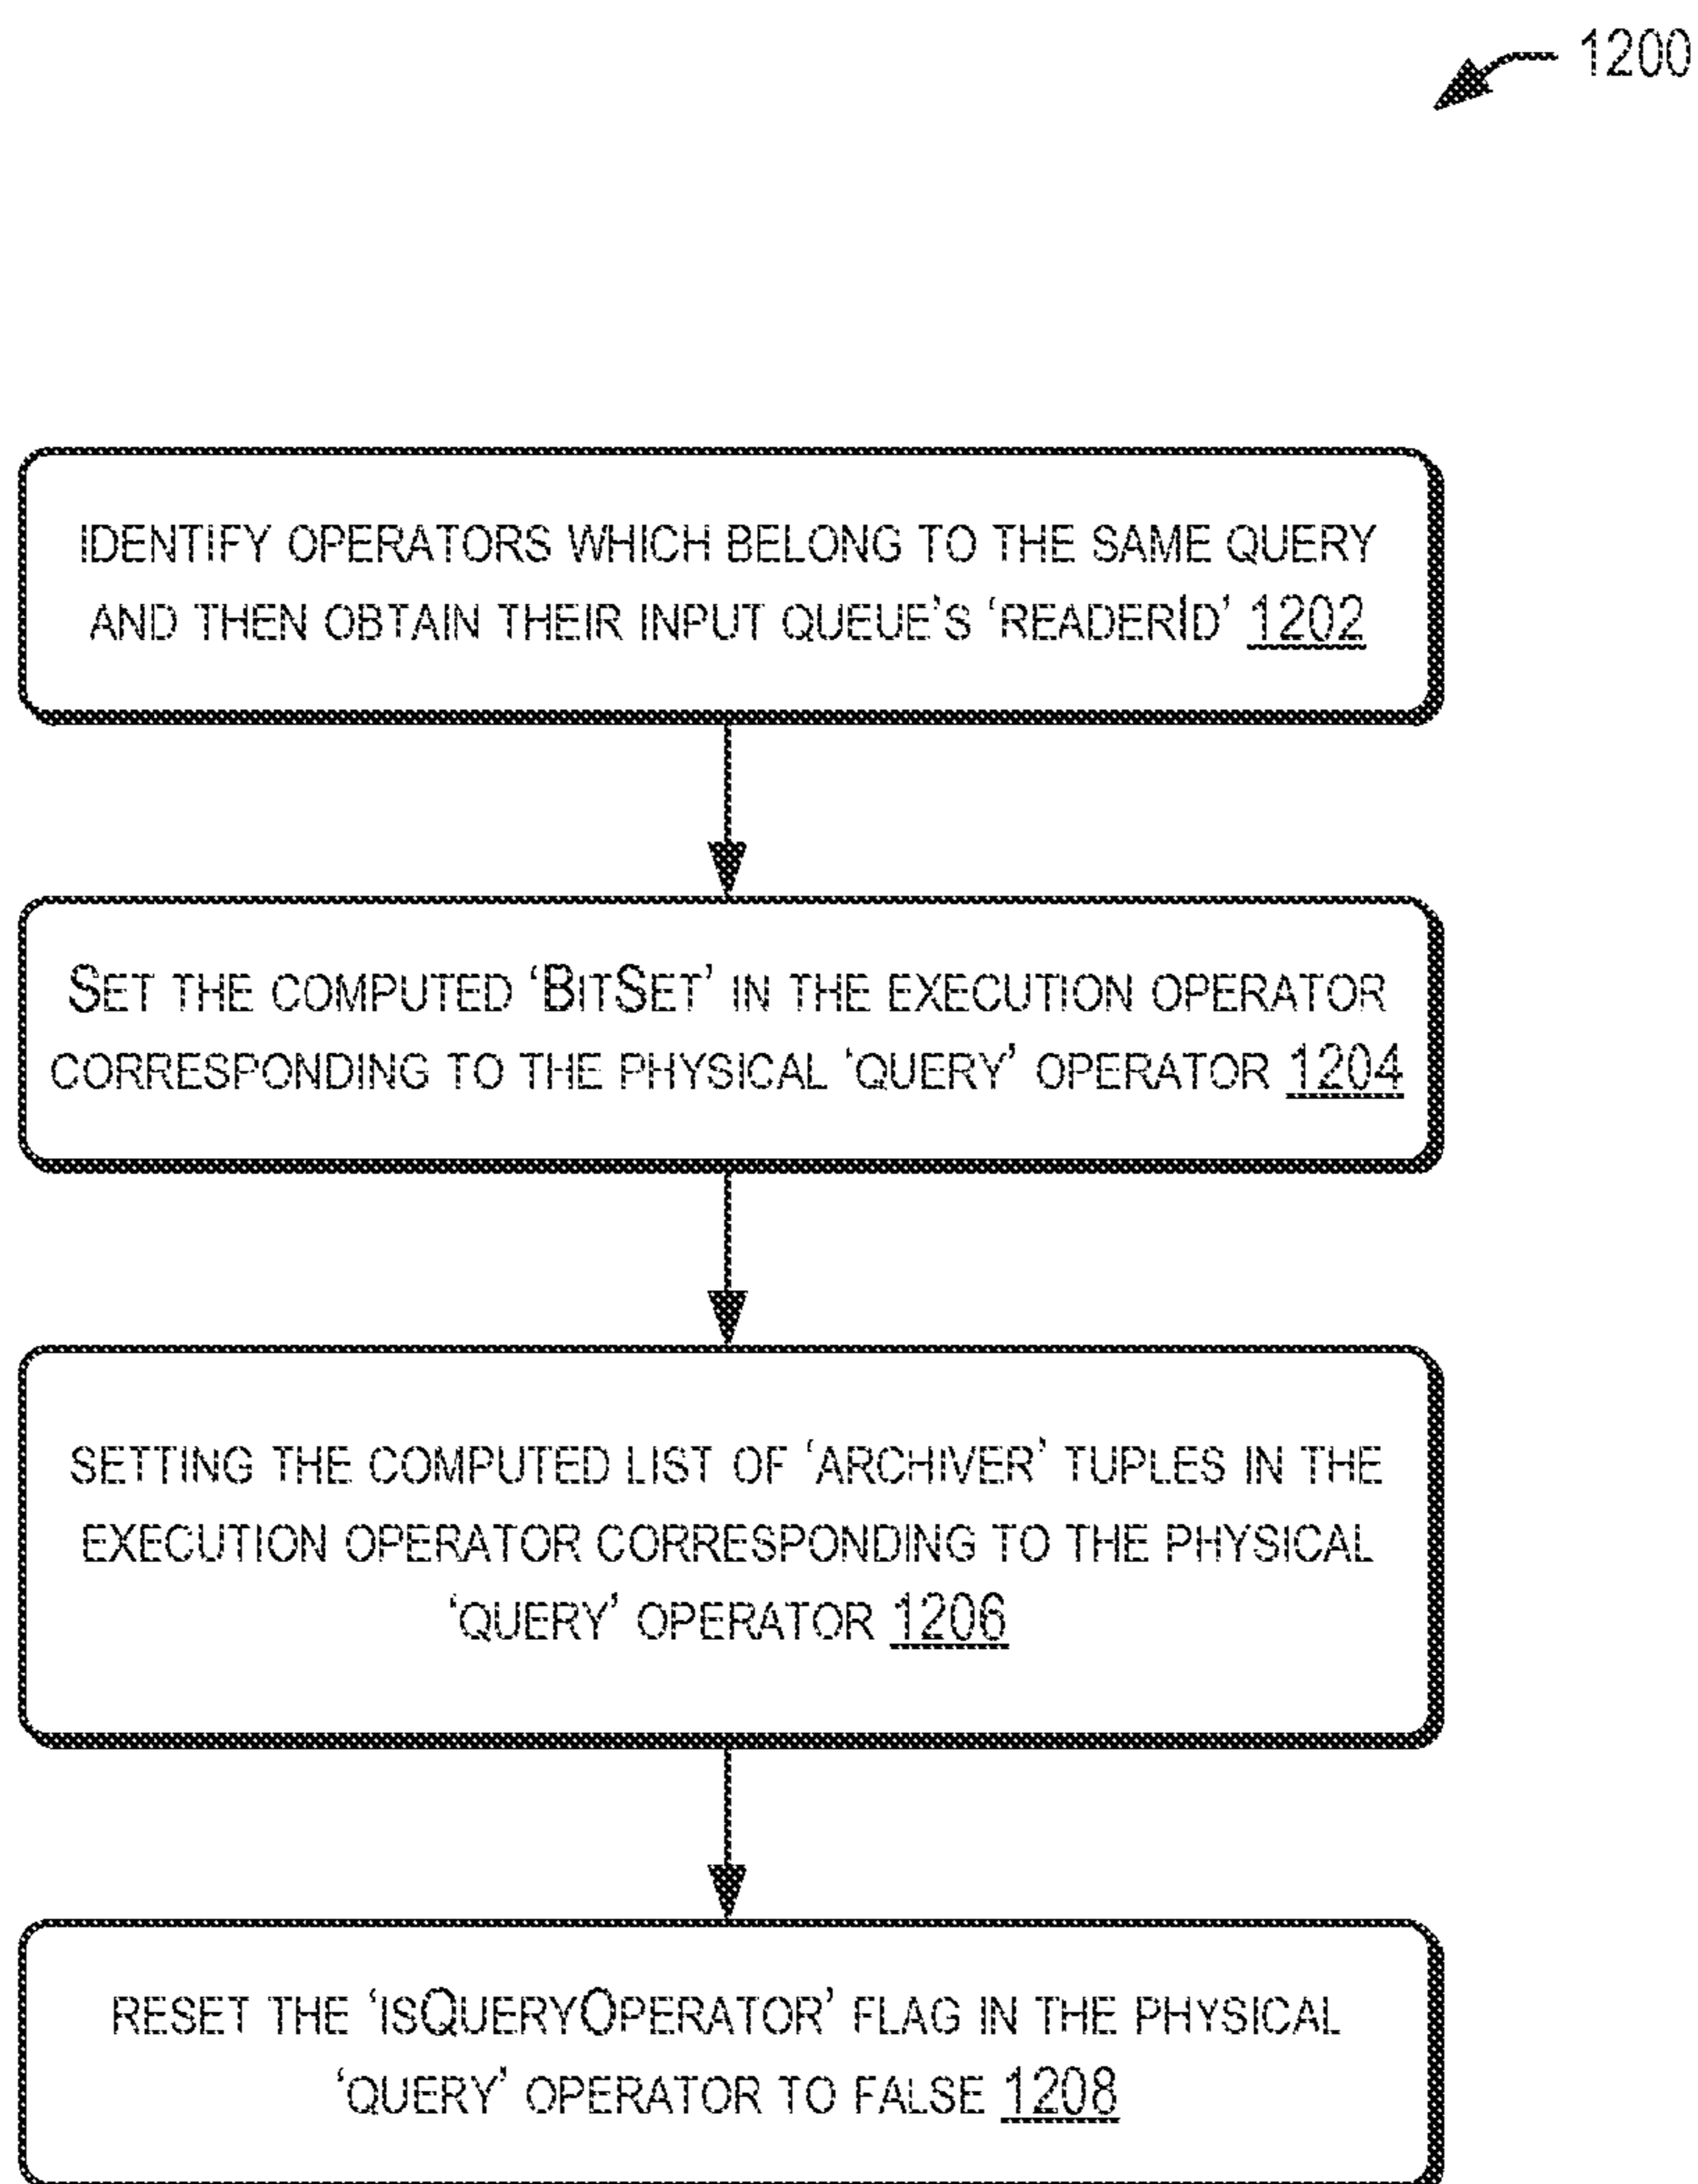 1200
IDENTIFY OPERATORS WHICH BELONG TO THE SAME QUERY
AND THEN OBTAIN THEIR INPUT QUEUE'S 'READERID' 1202
SET THE COMPUTED 'BITSET' IN THE EXECUTION OPERATOR
CORRESPONDING TO THE PHYSICAL 'QUERY' OPERATOR 1204
SETTING THE COMPUTED LIST OF 'ARCHIVER' TUPLES IN THE
EXECUTION OPERATOR CORRESPONDING TO THE PHYSICAL
'QUERY' OPERATOR 1206
RESET THE 'ISQUERYOPERATOR' FLAG IN THE PHYSICAL
'QUERY' OPERATOR TO FALSE 1208